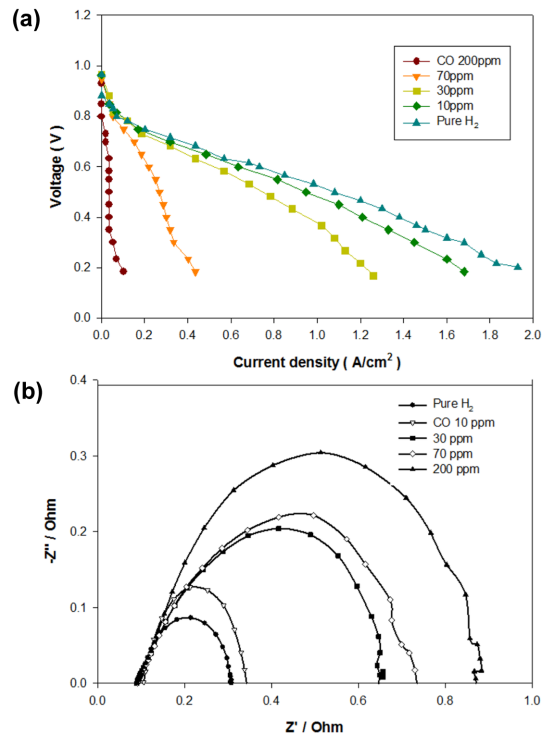 (a)
1.2
1.0
0.8
0.6
0.4
0.2
0.0
Voltage ( V )
CO 200ppm
70ppm
30ppm
10ppm
Pure H₂
0.0 0.2 0.4 0.6 0.8 1.0 1.2 1.4 1.6 1.8 2.0
Current density ( A/cm² )
(b)
0.4
0.3
0.2
0.1
0.0
-Z" / Ohm
Pure H₂
CO 10 ppm
30 ppm
70 ppm
200 ppm
0.0 0.2 0.4 0.6 0.8 1.0
Z' / Ohm